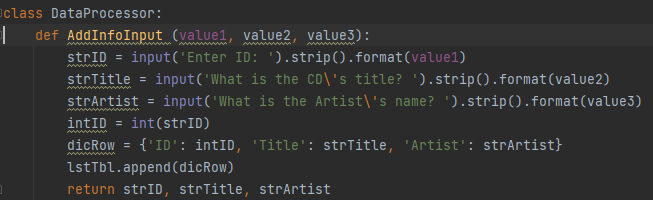 class DataProcessor:
    def AddInfoInput (value1, value2, value3):
        strID = input('Enter ID: ').strip().format(value1)
        strTitle = input('What is the CD\'s title? ').strip().format(value2)
        strArtist = input('What is the Artist\'s name? ').strip().format(value3)
        intID = int(strID)
        dicRow = {'ID': intID, 'Title': strTitle, 'Artist': strArtist}
        lstTbl.append(dicRow)
        return strID, strTitle, strArtist